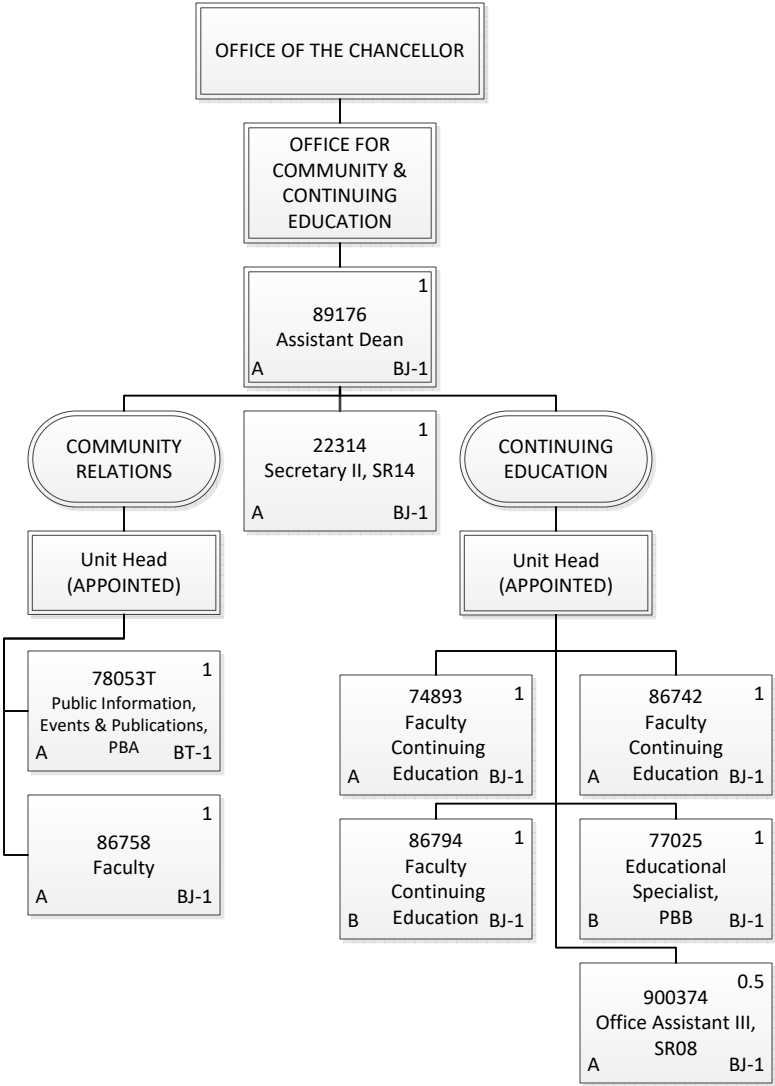 OFFICE OF THE CHANCELLOR
OFFICE FOR
COMMUNITY &
CONTINUING
EDUCATION
1
89176
Assistant Dean
A BJ-1
COMMUNITY
RELATIONS
1
22314
Secretary II, SR14
A BJ-1
CONTINUING
EDUCATION
Unit Head
(APPOINTED)
Unit Head
(APPOINTED)
78053T 1
Public Information,
Events & Publications,
PBA
A BT-1
1
86758
Faculty
A BJ-1
74893 1
Faculty
Continuing
A Education BJ-1
86742 1
Faculty
Continuing
A Education BJ-1
86794 1
Faculty
Continuing
B Education BJ-1
77025 1
Educational
Specialist,
B PBB BJ-1
0.5
900374
Office Assistant III,
SR08
A BJ-1